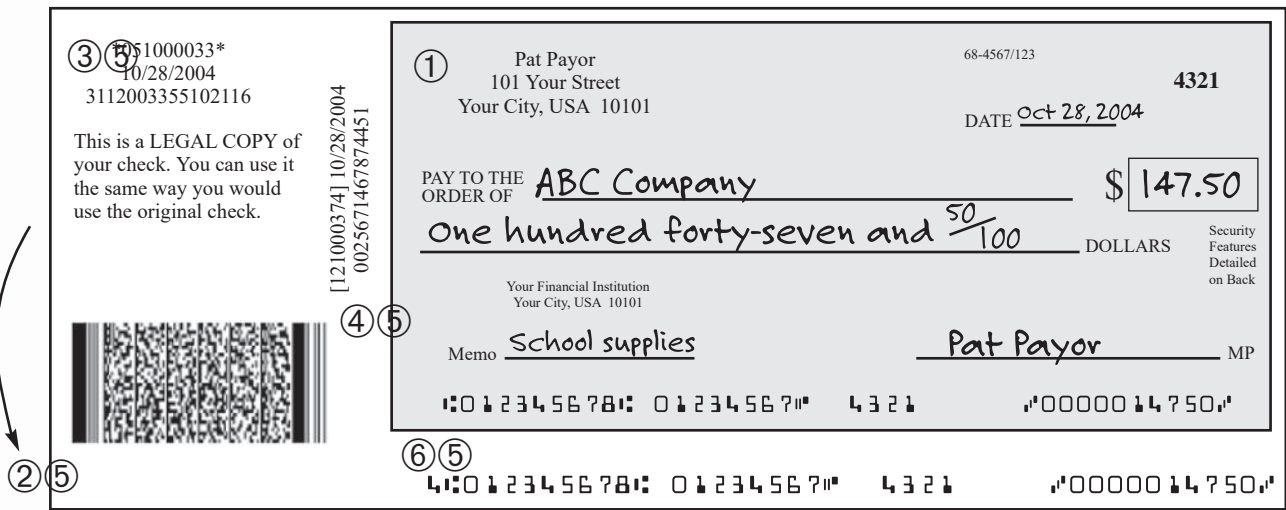 ③⑤
*051000033*
10/28/2004
3112003355102116
This is a LEGAL COPY of
your check. You can use it
the same way you would
use the original check.
[121000374] 10/28/2004
002567146787​4451
④⑤
②⑤
①
Pat Payor
101 Your Street
Your City, USA 10101
68-4567/123
4321
DATE Oct 28, 2004
PAY TO THE
ORDER OF ABC Company $ 147.50
One hundred forty-seven and 50/100 DOLLARS
Security
Features
Detailed
on Back
Your Financial Institution
Your City, USA 10101
Memo School supplies Pat Payor MP
⑆012345678⑆ 01234567⑈ 4321 ⑇0000014750⑇
⑥⑤
4⑆012345678⑆ 01234567⑈ 4321 ⑇0000014750⑇